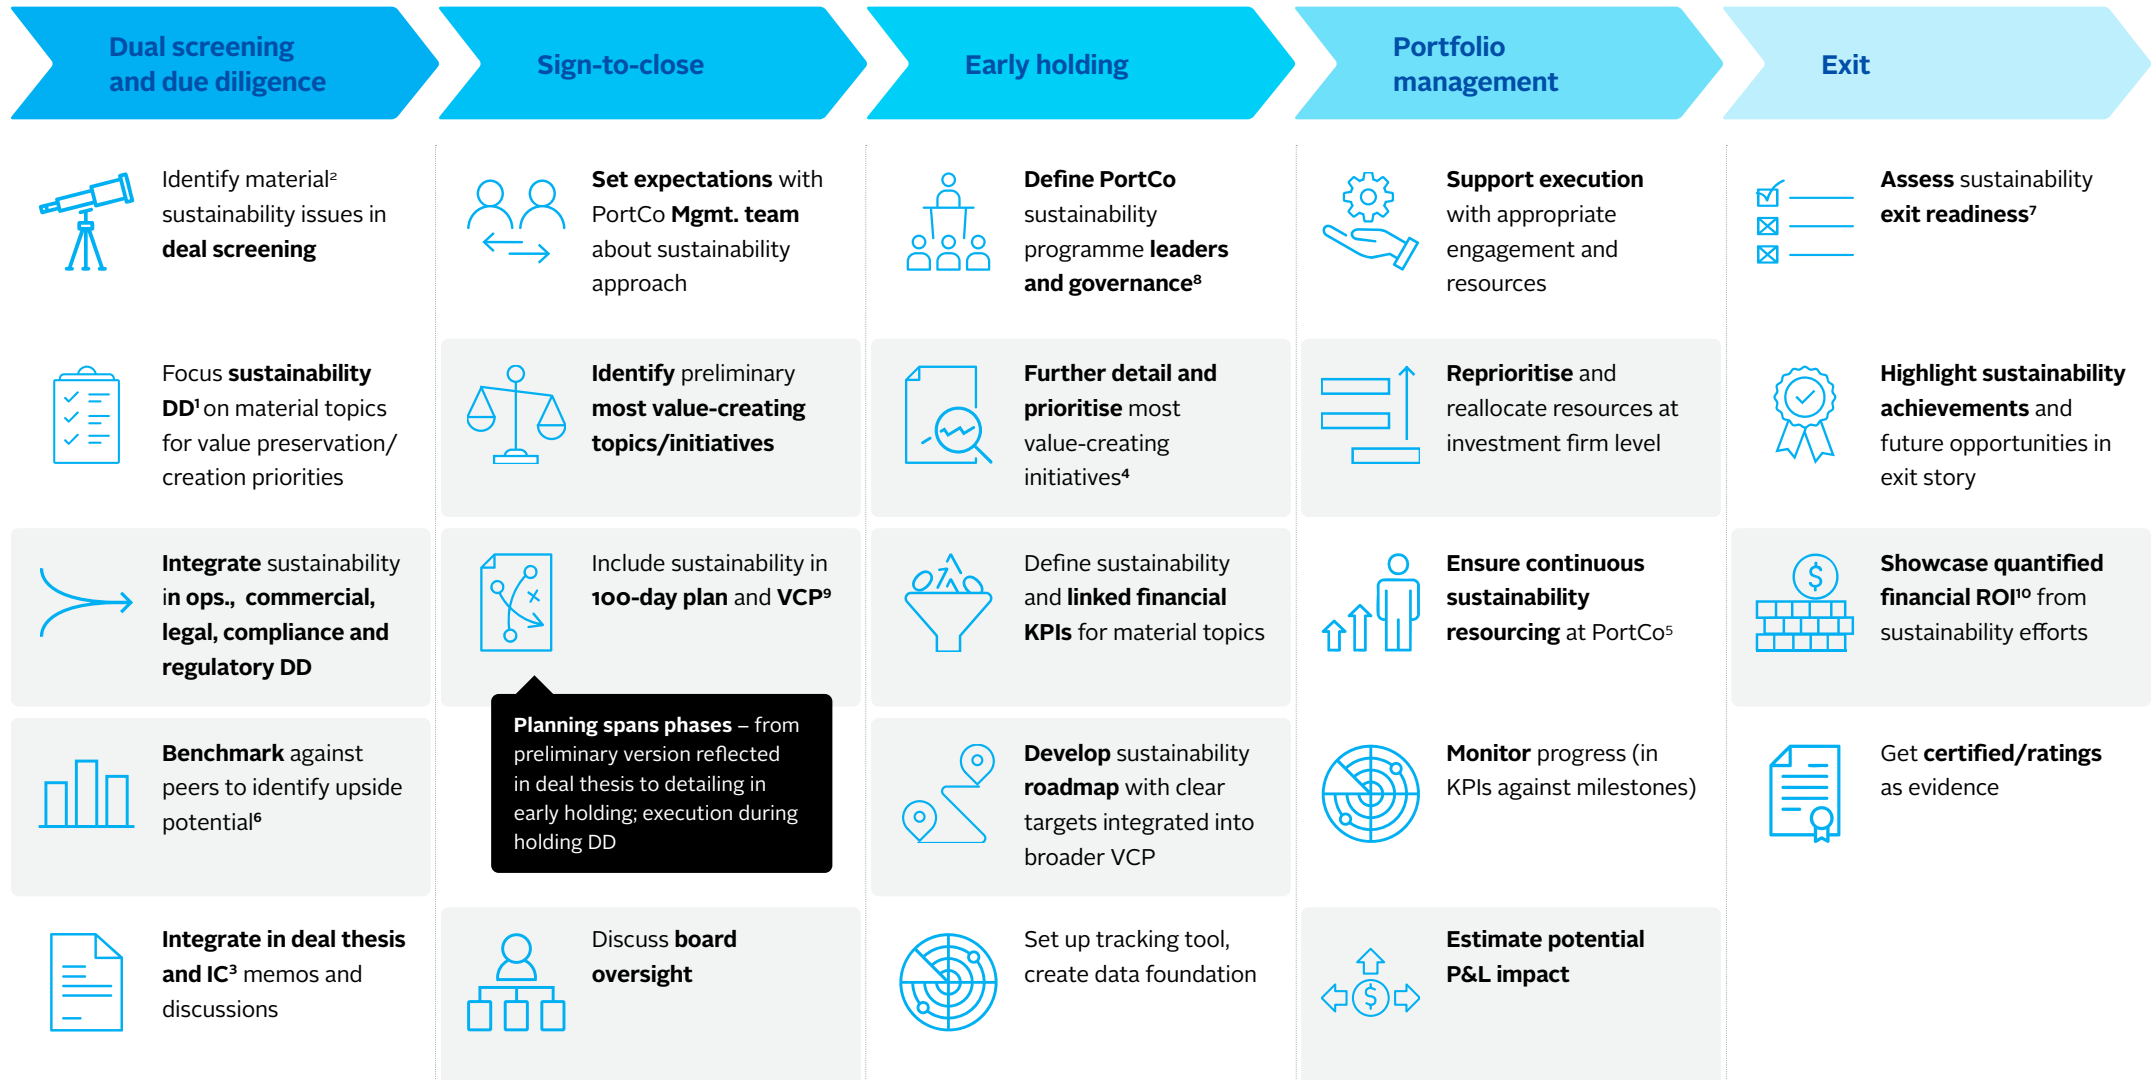 Dual screening
and due diligence
Sign-to-close
Early holding
Portfolio
management
Exit
Identify material²
sustainability issues in
deal screening
Focus sustainability
DD¹ on material topics
for value preservation/
creation priorities
Integrate sustainability
in ops., commercial,
legal, compliance and
regulatory DD
Benchmark against
peers to identify upside
potential⁶
Integrate in deal thesis
and IC³ memos and
discussions
Set expectations with
PortCo Mgmt. team
about sustainability
approach
Identify preliminary
most value-creating
topics/initiatives
Include sustainability in
100-day plan and VCP⁹
Planning spans phases – from
preliminary version reflected
in deal thesis to detailing in
early holding; execution during
holding DD
Discuss board
oversight
Define PortCo
sustainability
programme leaders
and governance⁸
Further detail and
prioritise most
value-creating
initiatives⁴
Define sustainability
and linked financial
KPIs for material topics
Develop sustainability
roadmap with clear
targets integrated into
broader VCP
Set up tracking tool,
create data foundation
Support execution
with appropriate
engagement and
resources
Reprioritise and
reallocate resources at
investment firm level
Ensure continuous
sustainability
resourcing at PortCo⁵
Monitor progress (in
KPIs against milestones)
Estimate potential
P&L impact
Assess sustainability
exit readiness⁷
Highlight sustainability
achievements and
future opportunities in
exit story
Showcase quantified
financial ROI¹⁰ from
sustainability efforts
Get certified/ratings
as evidence